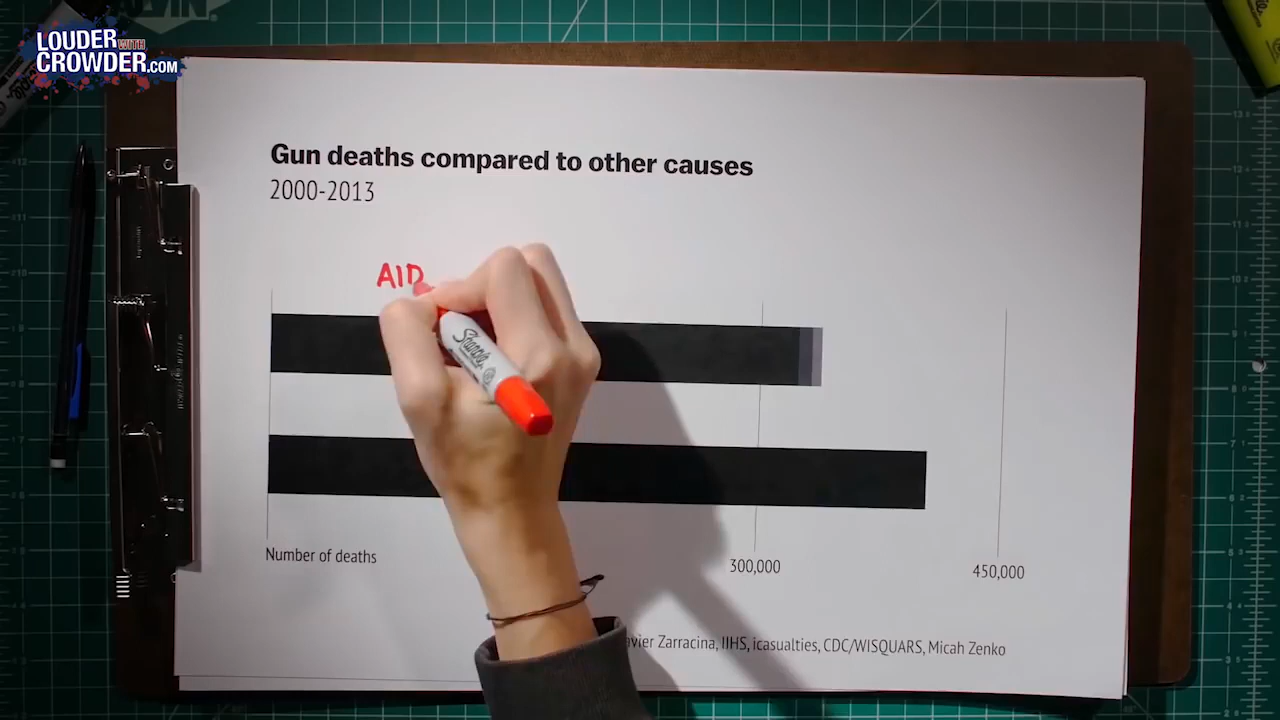 LOUDER WITH
CROWDER.COM
Gun deaths compared to other causes
2000-2013
AID
Sharpie
Number of deaths
300,000
450,000
Zarracina, IIHS, icasualties, CDC/WISQUARS, Micah Zenko